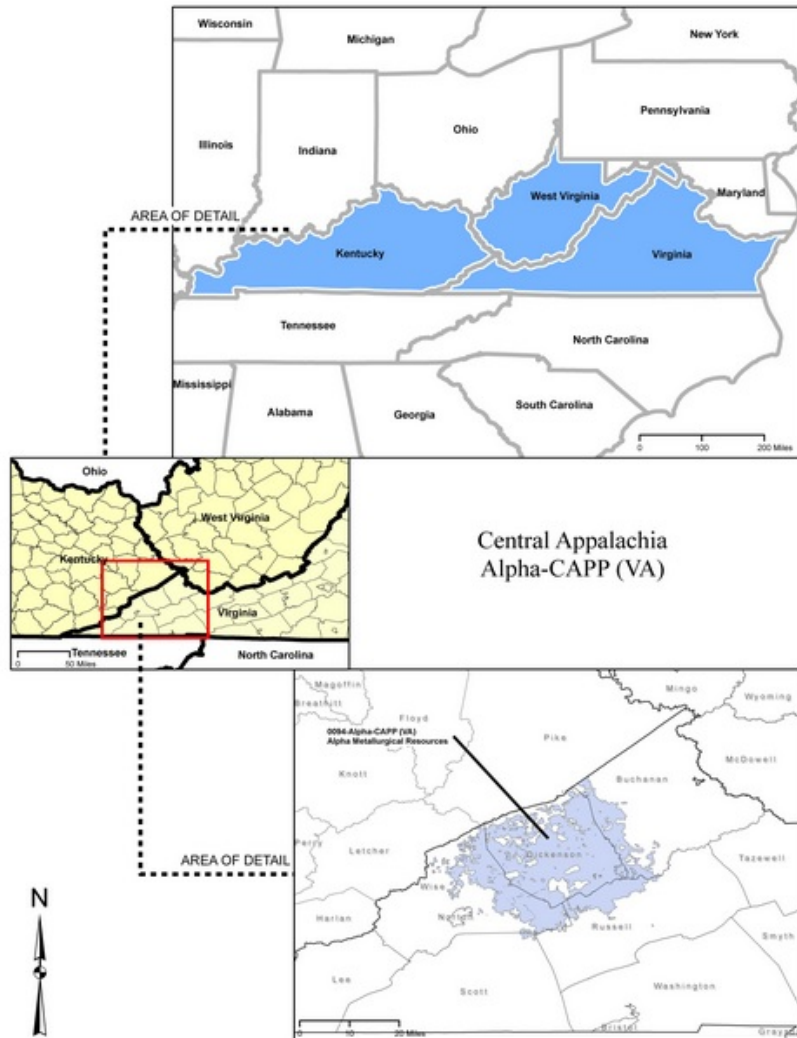 Wisconsin
Michigan
New York
Pennsylvania
Ohio
Illinois
Indiana
Maryland
West Virginia
AREA OF DETAIL
Kentucky
Virginia
Tennessee
North Carolina
Mississippi
Alabama
Georgia
South Carolina
0 100 200 Miles
Ohio
West Virginia
Kentucky
Virginia
Tennessee
North Carolina
0 50 Miles
Central Appalachia
Alpha-CAPP (VA)
Magoffin
Mingo
Wyoming
Breathitt
Floyd
0094-Alpha-CAPP (VA)
Alpha Metallurgical Resources
Pike
McDowell
Knott
Buchanan
Perry
Letcher
Dickenson
AREA OF DETAIL
Tazewell
Wise
Harlan
Norton
Russell
Smyth
Lee
Scott
Washington
Bristol
0 10 20 Miles
N